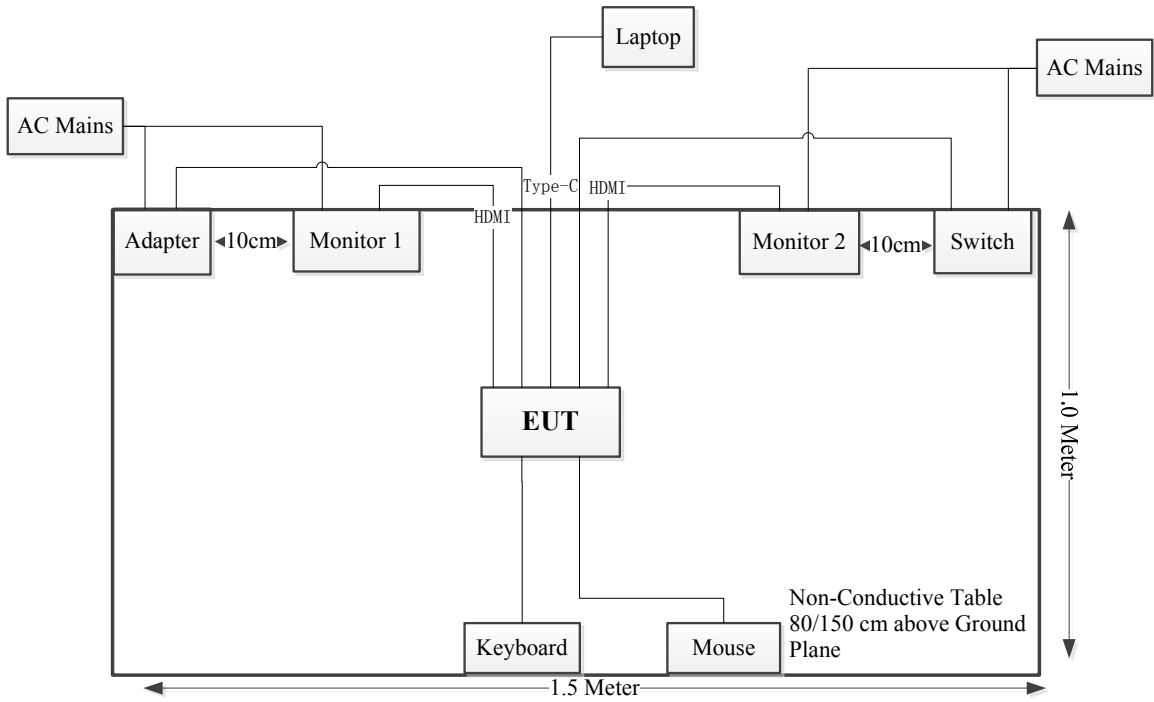 Laptop
AC Mains
AC Mains
Type-C
HDMI
HDMI
Adapter
10cm
Monitor 1
Monitor 2
10cm
Switch
EUT
1.0 Meter
Non-Conductive Table
80/150 cm above Ground
Plane
Keyboard
Mouse
1.5 Meter